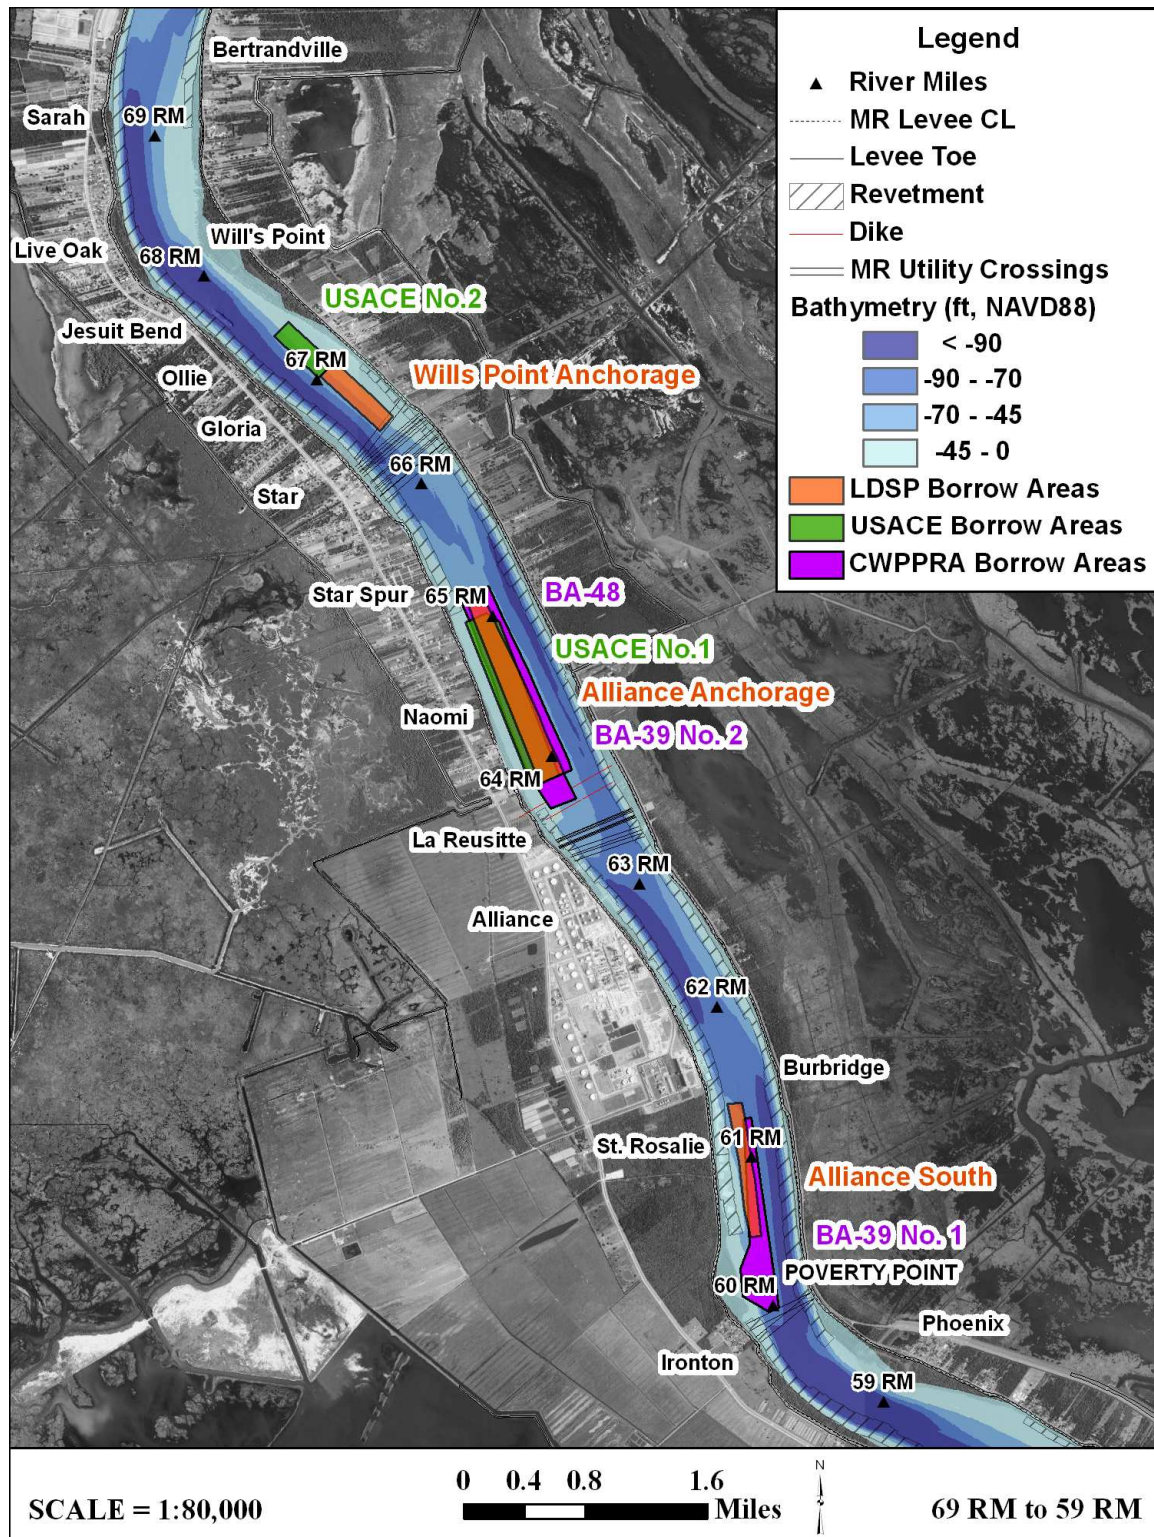 Legend
River Miles
MR Levee CL
Levee Toe
Revetment
Dike
MR Utility Crossings
Bathymetry (ft, NAVD88)
< -90
-90 - -70
-70 - -45
-45 - 0
LDSP Borrow Areas
USACE Borrow Areas
CWPPRA Borrow Areas
Bertrandville
Sarah
69 RM
Will's Point
Live Oak
68 RM
USACE No.2
Jesuit Bend
67 RM
Wills Point Anchorage
Ollie
Gloria
66 RM
Star
Star Spur
65 RM
BA-48
USACE No.1
Alliance Anchorage
Naomi
BA-39 No. 2
64 RM
La Reusitte
63 RM
Alliance
62 RM
Burbridge
61 RM
St. Rosalie
Alliance South
BA-39 No. 1
POVERTY POINT
60 RM
Phoenix
Ironton
59 RM
SCALE = 1:80,000
0 0.4 0.8 1.6
Miles
N
69 RM to 59 RM